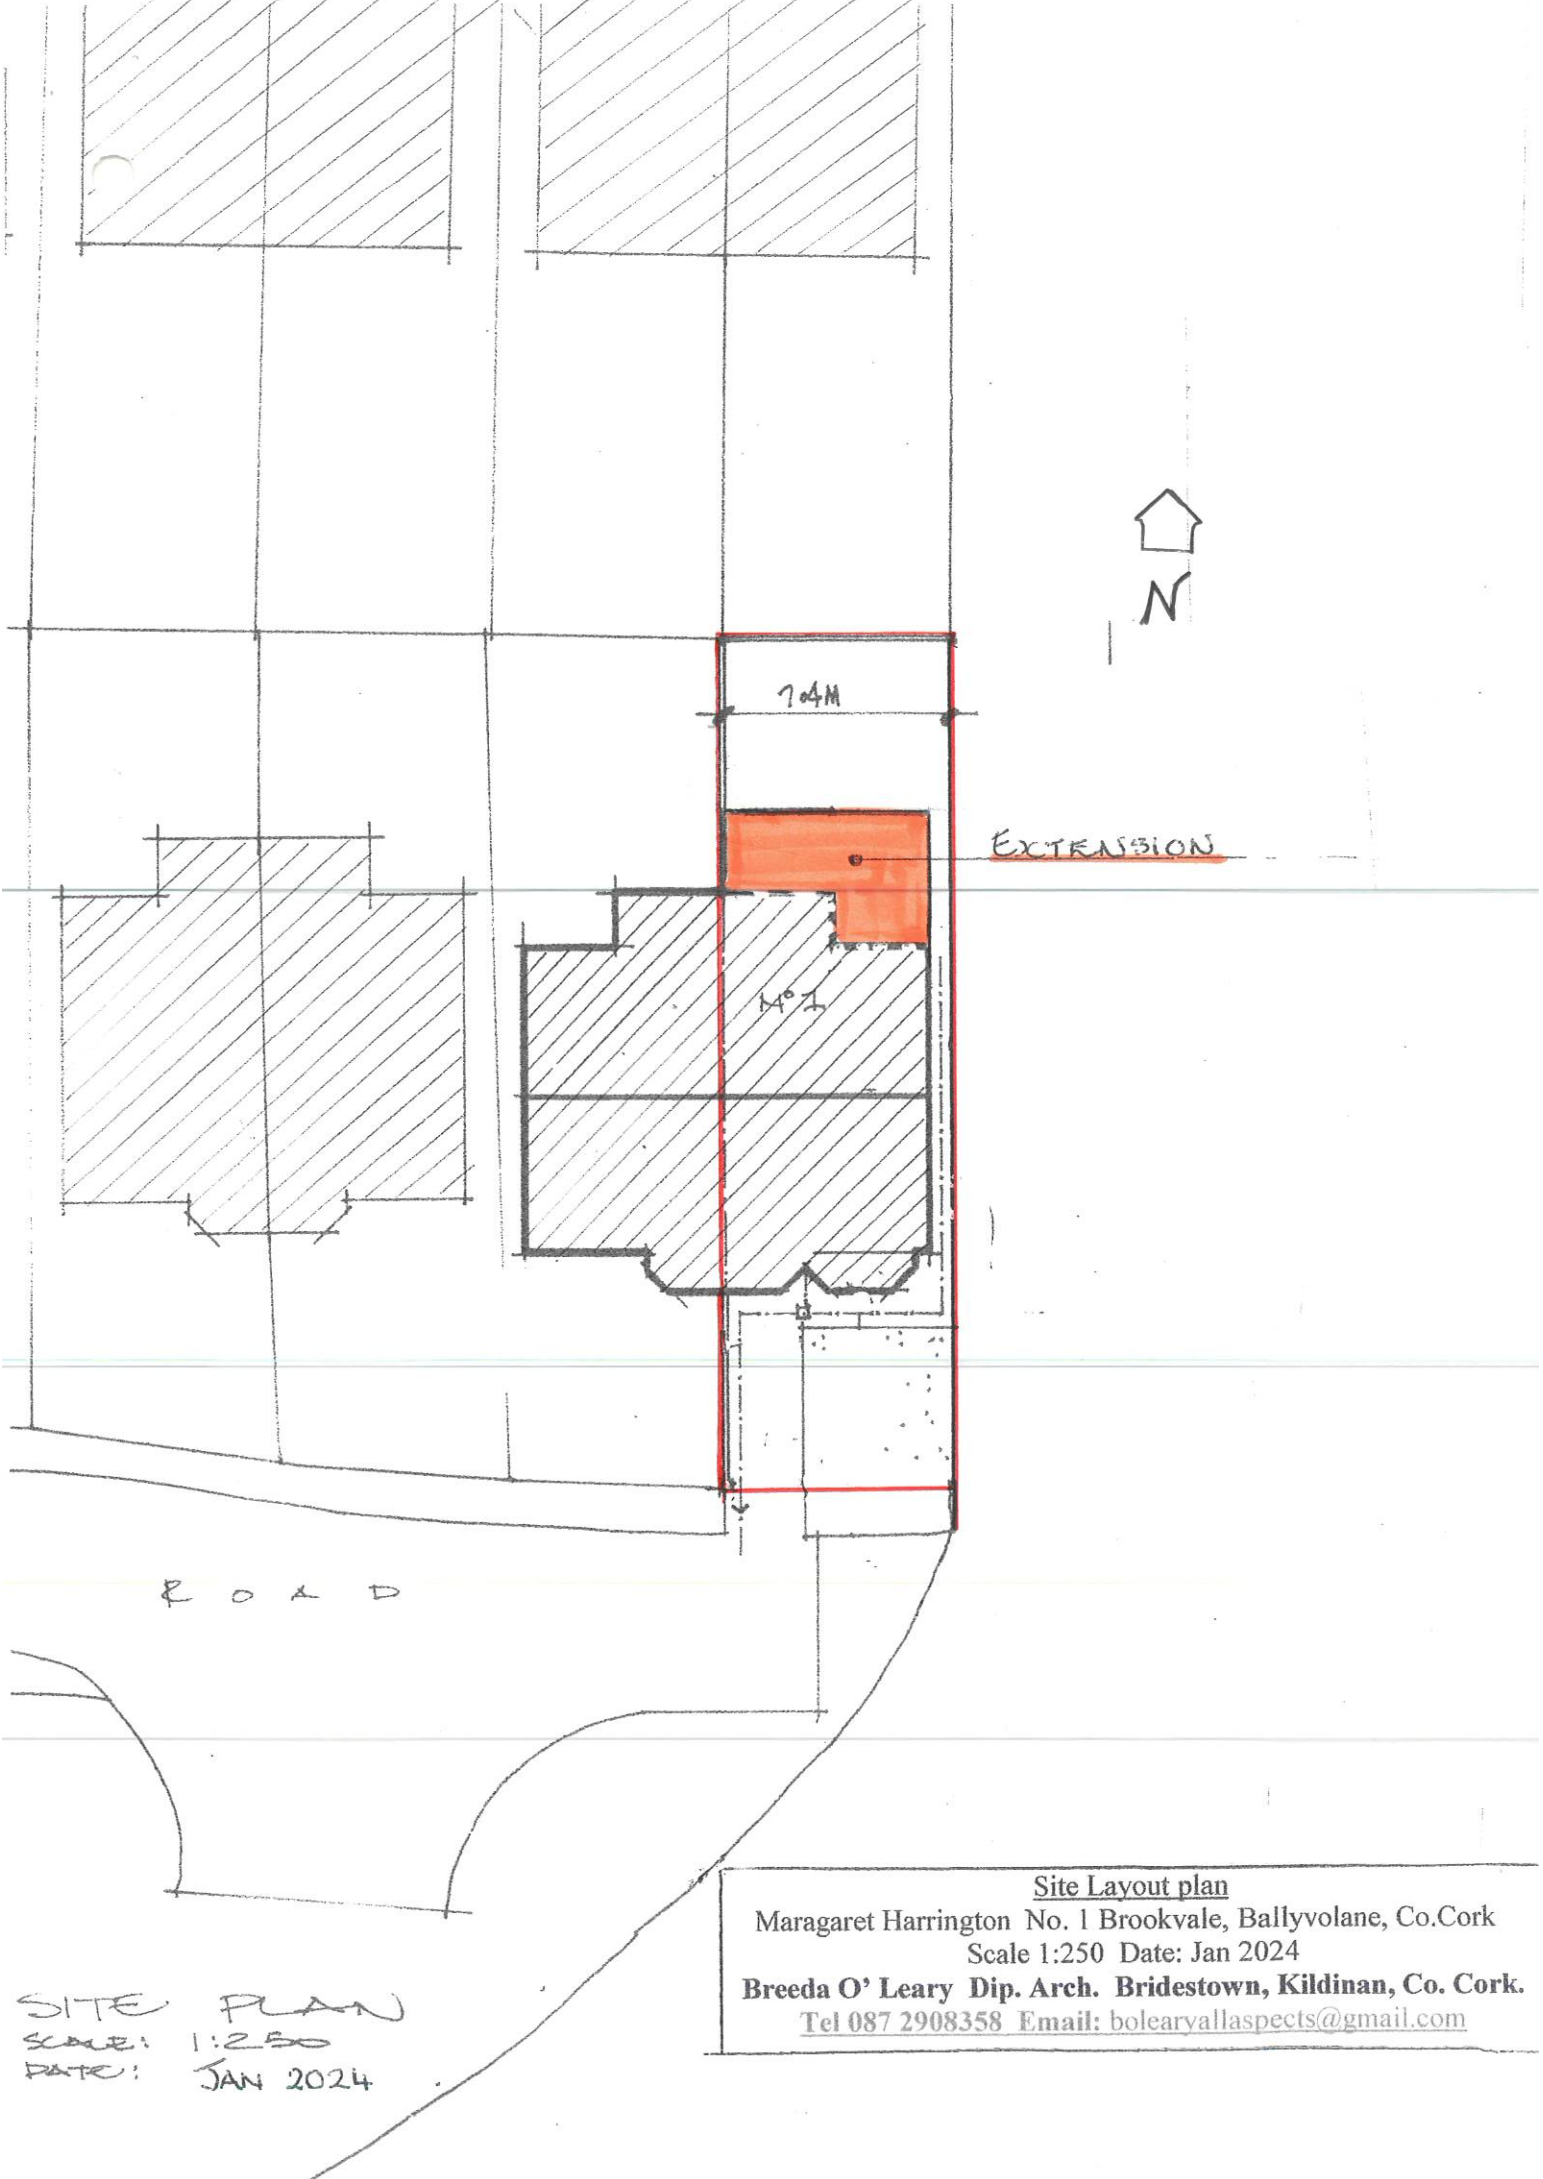 N
7.4M
EXTENSION
Nº 1
ROAD
Site Layout plan
Maragaret Harrington No. 1 Brookvale, Ballyvolane, Co.Cork
Scale 1:250 Date: Jan 2024
Breeda O' Leary Dip. Arch. Bridestown, Kildinan, Co. Cork.
Tel 087 2908358 Email: bolearyallaspects@gmail.com
SITE PLAN
SCALE: 1:250
DATE: JAN 2024